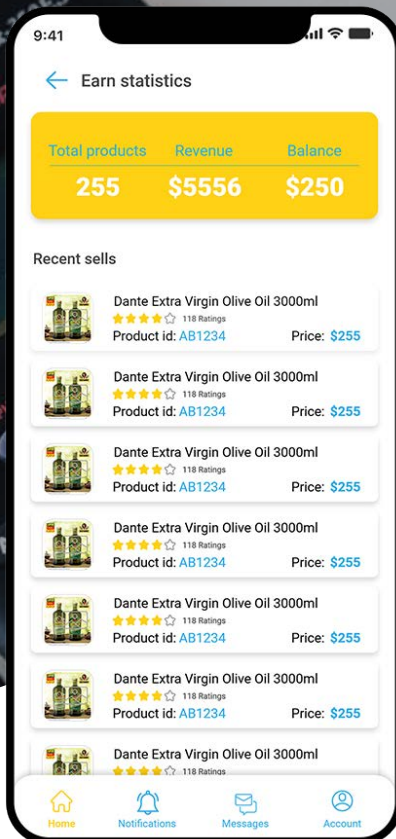 9:41
Earn statistics
Total products Revenue Balance
255 $5556 $250
Recent sells
Dante Extra Virgin Olive Oil 3000ml
118 Ratings
Product id: AB1234 Price: $255
Dante Extra Virgin Olive Oil 3000ml
118 Ratings
Product id: AB1234 Price: $255
Dante Extra Virgin Olive Oil 3000ml
118 Ratings
Product id: AB1234 Price: $255
Dante Extra Virgin Olive Oil 3000ml
118 Ratings
Product id: AB1234 Price: $255
Dante Extra Virgin Olive Oil 3000ml
118 Ratings
Product id: AB1234 Price: $255
Dante Extra Virgin Olive Oil 3000ml
118 Ratings
Product id: AB1234 Price: $255
Dante Extra Virgin Olive Oil 3000ml
118 Ratings
Home Notifications Messages Account